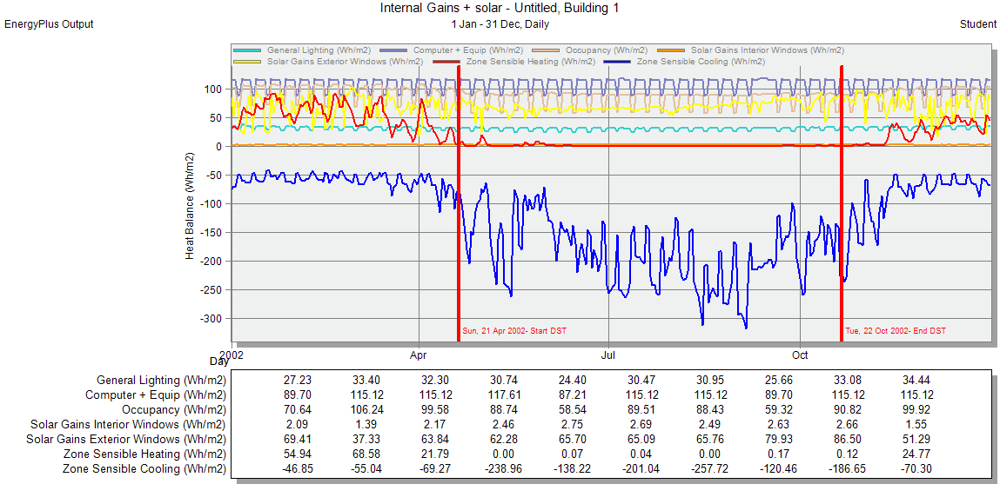 Internal Gains + solar - Untitled, Building 1
EnergyPlus Output 1 Jan - 31 Dec, Daily Student
General Lighting (Wh/m2) Computer + Equip (Wh/m2) Occupancy (Wh/m2) Solar Gains Interior Windows (Wh/m2)
Solar Gains Exterior Windows (Wh/m2) Zone Sensible Heating (Wh/m2) Zone Sensible Cooling (Wh/m2)
100
50
0
-50
-100
-150
-200
-250
-300
Heat Balance (Wh/m2)
Sun, 21 Apr 2002- Start DST Tue, 22 Oct 2002- End DST
2002 Apr Jul Oct
Day
General Lighting (Wh/m2) 27.23 33.40 32.30 30.74 24.40 30.47 30.95 25.66 33.08 34.44
Computer + Equip (Wh/m2) 89.70 115.12 115.12 117.61 87.21 115.12 115.12 89.70 115.12 115.12
Occupancy (Wh/m2) 70.64 106.24 99.58 88.74 58.54 89.51 88.43 59.32 90.82 99.92
Solar Gains Interior Windows (Wh/m2) 2.09 1.39 2.17 2.46 2.75 2.69 2.49 2.63 2.66 1.55
Solar Gains Exterior Windows (Wh/m2) 69.41 37.33 63.84 62.28 65.70 65.09 65.76 79.93 86.50 51.29
Zone Sensible Heating (Wh/m2) 54.94 68.58 21.79 0.00 0.07 0.04 0.00 0.17 0.12 24.77
Zone Sensible Cooling (Wh/m2) -46.85 -55.04 -69.27 -238.96 -138.22 -201.04 -257.72 -120.46 -186.65 -70.30